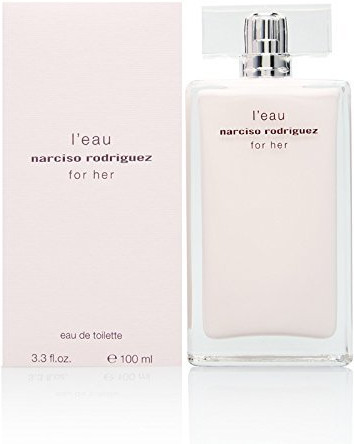 l'eau
narciso rodriguez
for her
eau de toilette
3.3 fl.oz. ℮ 100 ml
l'eau
narciso rodriguez
for her